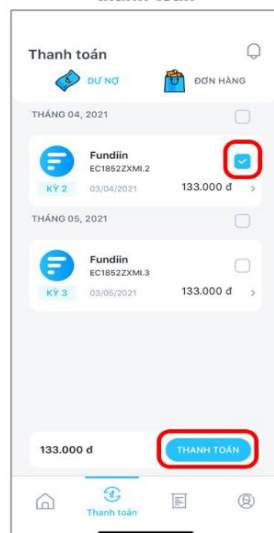 Thanh toán
DƯ NỢ
ĐƠN HÀNG
THÁNG 04, 2021
Fundiin
EC1852ZXMI.2
KỲ 2
03/04/2021
133.000 đ
THÁNG 05, 2021
Fundiin
EC1852ZXMI.3
KỲ 3
03/05/2021
133.000 đ
133.000 đ
THANH TOÁN
Thanh toán